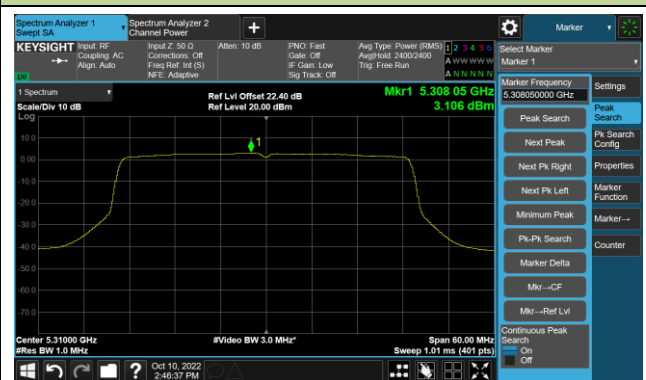 Spectrum Analyzer 1
Swept SA
Spectrum Analyzer 2
Channel Power
Marker
KEYSIGHT
Input: RF
Coupling: AC
Align: Auto
Input Z: 50 Ω
Corrections: Off
Freq Ref: Int (S)
NFE: Adaptive
Atten: 10 dB
PNO: Fast
Gate: Off
IF Gain: Low
Sig Track: Off
Avg Type: Power (RMS)
Avg|Hold: 2400/2400
Trig: Free Run
1 2 3 4 5 6
A W W W W W
A N N N N N
Select Marker
Marker 1
1 Spectrum
Scale/Div 10 dB
Log
Ref Lvl Offset 22.40 dB
Ref Level 20.00 dBm
Mkr1 5.308 05 GHz
3.106 dBm
10.0
0.00
-10.0
-20.0
-30.0
-40.0
-50.0
-60.0
-70.0
1
Center 5.31000 GHz
#Res BW 1.0 MHz
#Video BW 3.0 MHz*
Span 60.00 MHz
Sweep 1.01 ms (401 pts)
Marker Frequency
5.308050000 GHz
Peak Search
Next Peak
Next Pk Right
Next Pk Left
Minimum Peak
Pk-Pk Search
Marker Delta
Mkr→CF
Mkr→Ref Lvl
Continuous Peak
Search
On
Off
Settings
Peak
Search
Pk Search
Config
Properties
Marker
Function
Marker→
Counter
?
Oct 10, 2022
2:46:37 PM